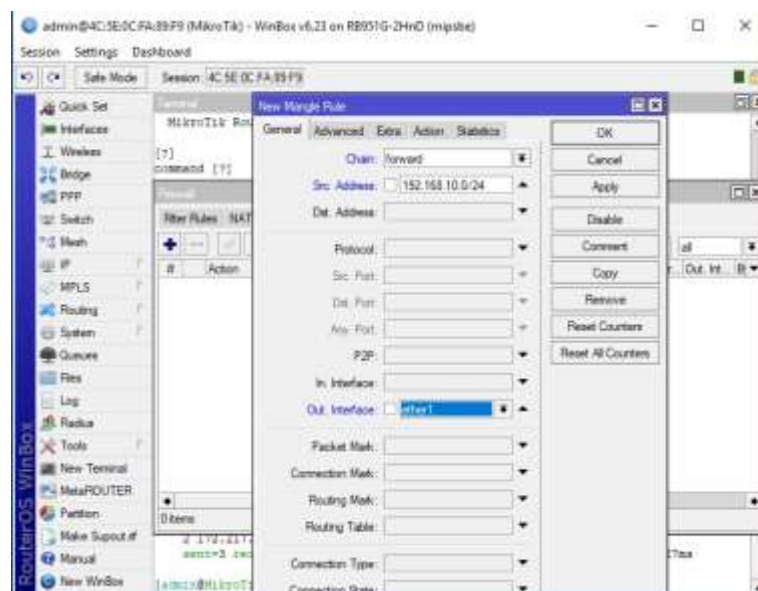 admin@4C:5E:0C:FA:89:F9 (MikroTik) - WinBox v6.23 on RB951G-2HnD (mipsbe)
Session Settings Dashboard
Safe Mode Session: 4C:5E:0C:FA:89:F9
Quick Set
Interfaces
Wireless
Bridge
PPP
Switch
Mesh
IP
MPLS
Routing
System
Queues
Files
Log
Radius
Tools
New Terminal
MetaROUTER
Partition
Make Supout.rif
Manual
New WinBox
RouterOS WinBox
Terminal
MikroTik Rou
[?]
command [?]
Filter Rules NAT
# Action
0 items
all
Out. Int...
New Mangle Rule
General Advanced Extra Action Statistics
Chain: forward
Src. Address: 192.168.10.0/24
Dst. Address:
Protocol:
Src. Port:
Dst. Port:
Any. Port:
P2P:
In. Interface:
Out. Interface: ether1
Packet Mark:
Connection Mark:
Routing Mark:
Routing Table:
Connection Type:
Connection State:
OK
Cancel
Apply
Disable
Comment
Copy
Remove
Reset Counters
Reset All Counters